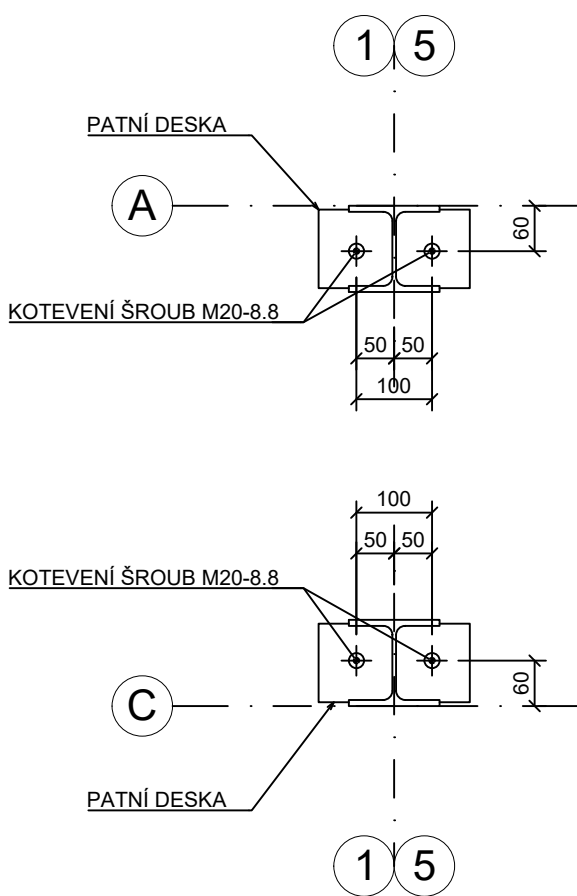 1 5
PATNÍ DESKA
A
60
KOTEVENÍ ŠROUB M20-8.8
50 50
100
100
50 50
KOTEVENÍ ŠROUB M20-8.8
60
C
PATNÍ DESKA
1 5